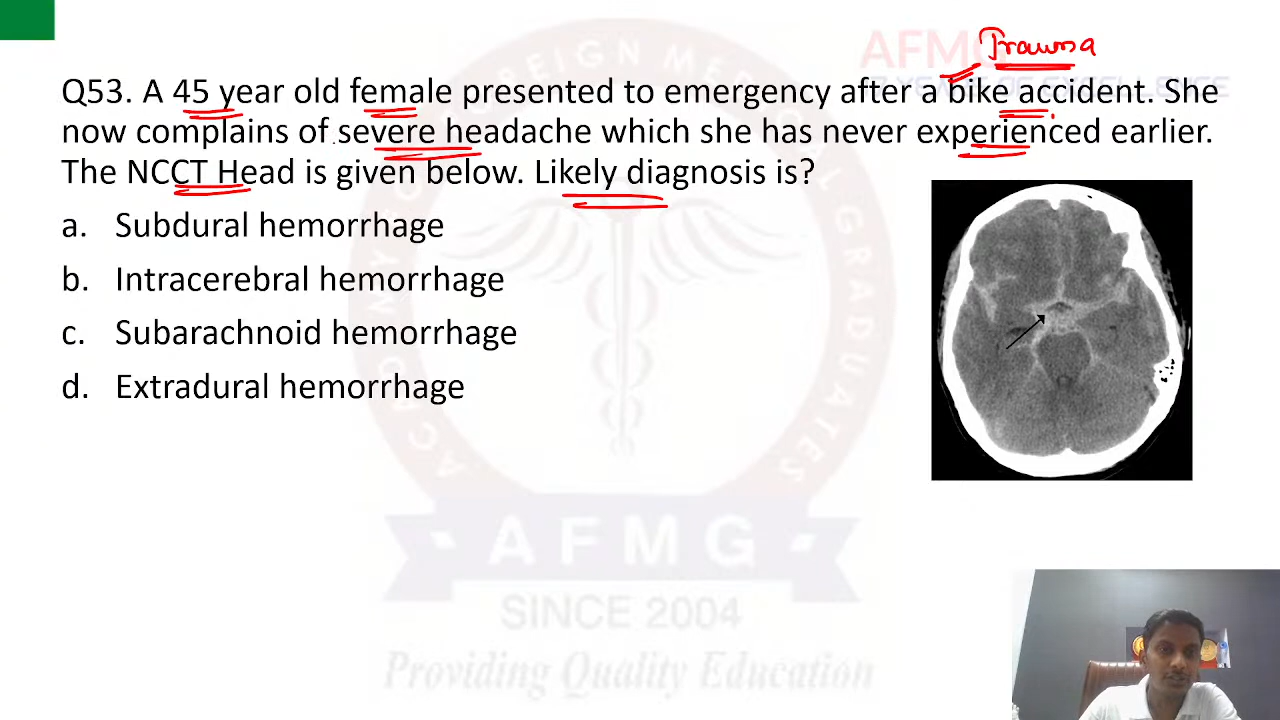 AFMG
Trauma
Q53. A 45 year old female presented to emergency after a bike accident. She
now complains of severe headache which she has never experienced earlier.
The NCCT Head is given below. Likely diagnosis is?
a. Subdural hemorrhage
b. Intracerebral hemorrhage
c. Subarachnoid hemorrhage
d. Extradural hemorrhage
AFMG
SINCE 2004
Providing Quality Education